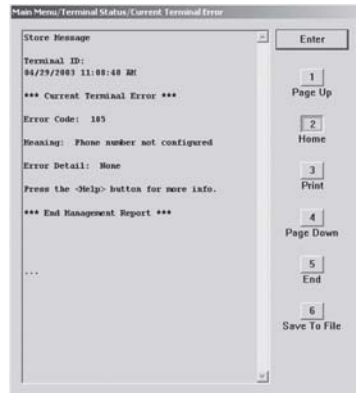 Main Menu/Terminal Status/Current Terminal Error
Store Message
Terminal ID:
04/29/2003 11:08:40 AM
*** Current Terminal Error ***
Error Code: 105
Meaning: Phone number not configured
Error Detail: None
Press the <Help> button for more info.
*** End Management Report ***
...
Enter
1
Page Up
2
Home
3
Print
4
Page Down
5
End
6
Save To File